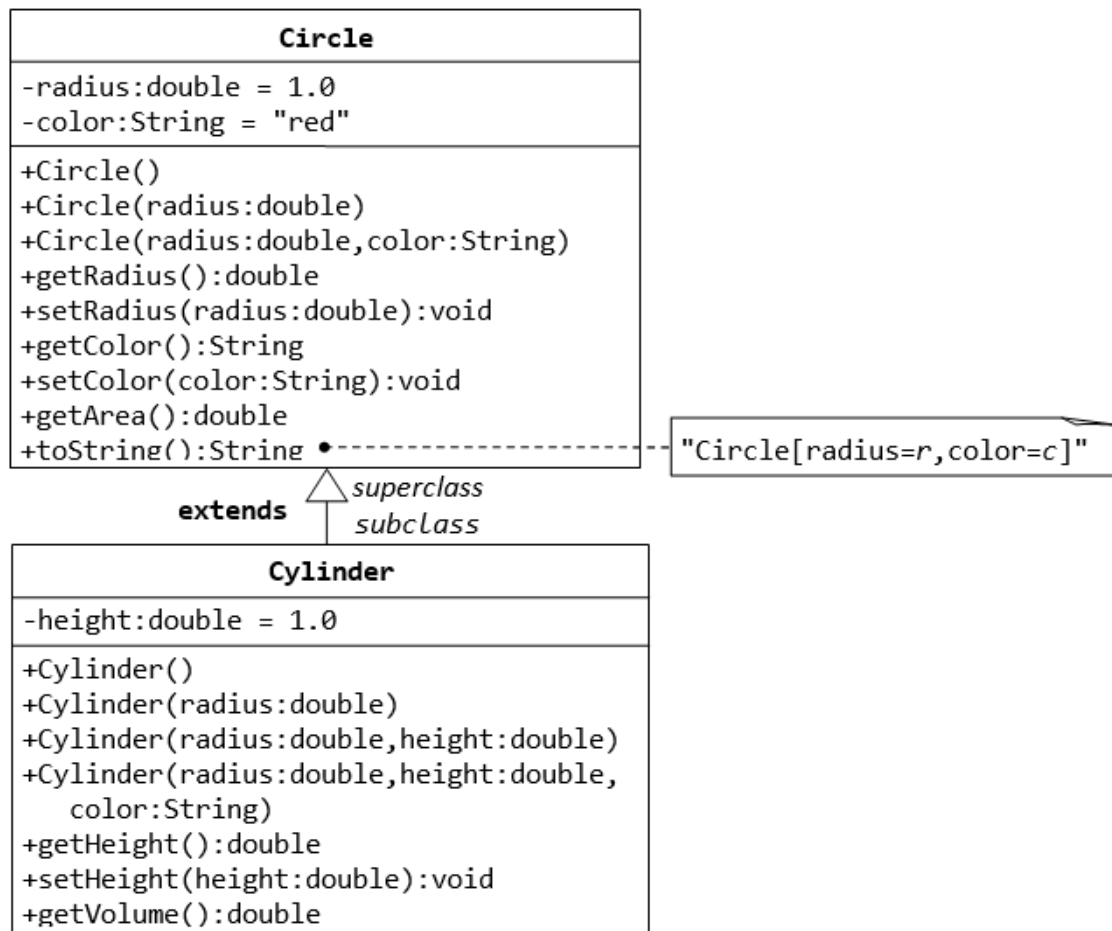 Circle
-radius:double = 1.0
-color:String = "red"
+Circle()
+Circle(radius:double)
+Circle(radius:double,color:String)
+getRadius():double
+setRadius(radius:double):void
+getColor():String
+setColor(color:String):void
+getArea():double
+toString():String
"Circle[radius=r,color=c]"
superclass
extends
subclass
Cylinder
-height:double = 1.0
+Cylinder()
+Cylinder(radius:double)
+Cylinder(radius:double,height:double)
+Cylinder(radius:double,height:double,
color:String)
+getHeight():double
+setHeight(height:double):void
+getVolume():double